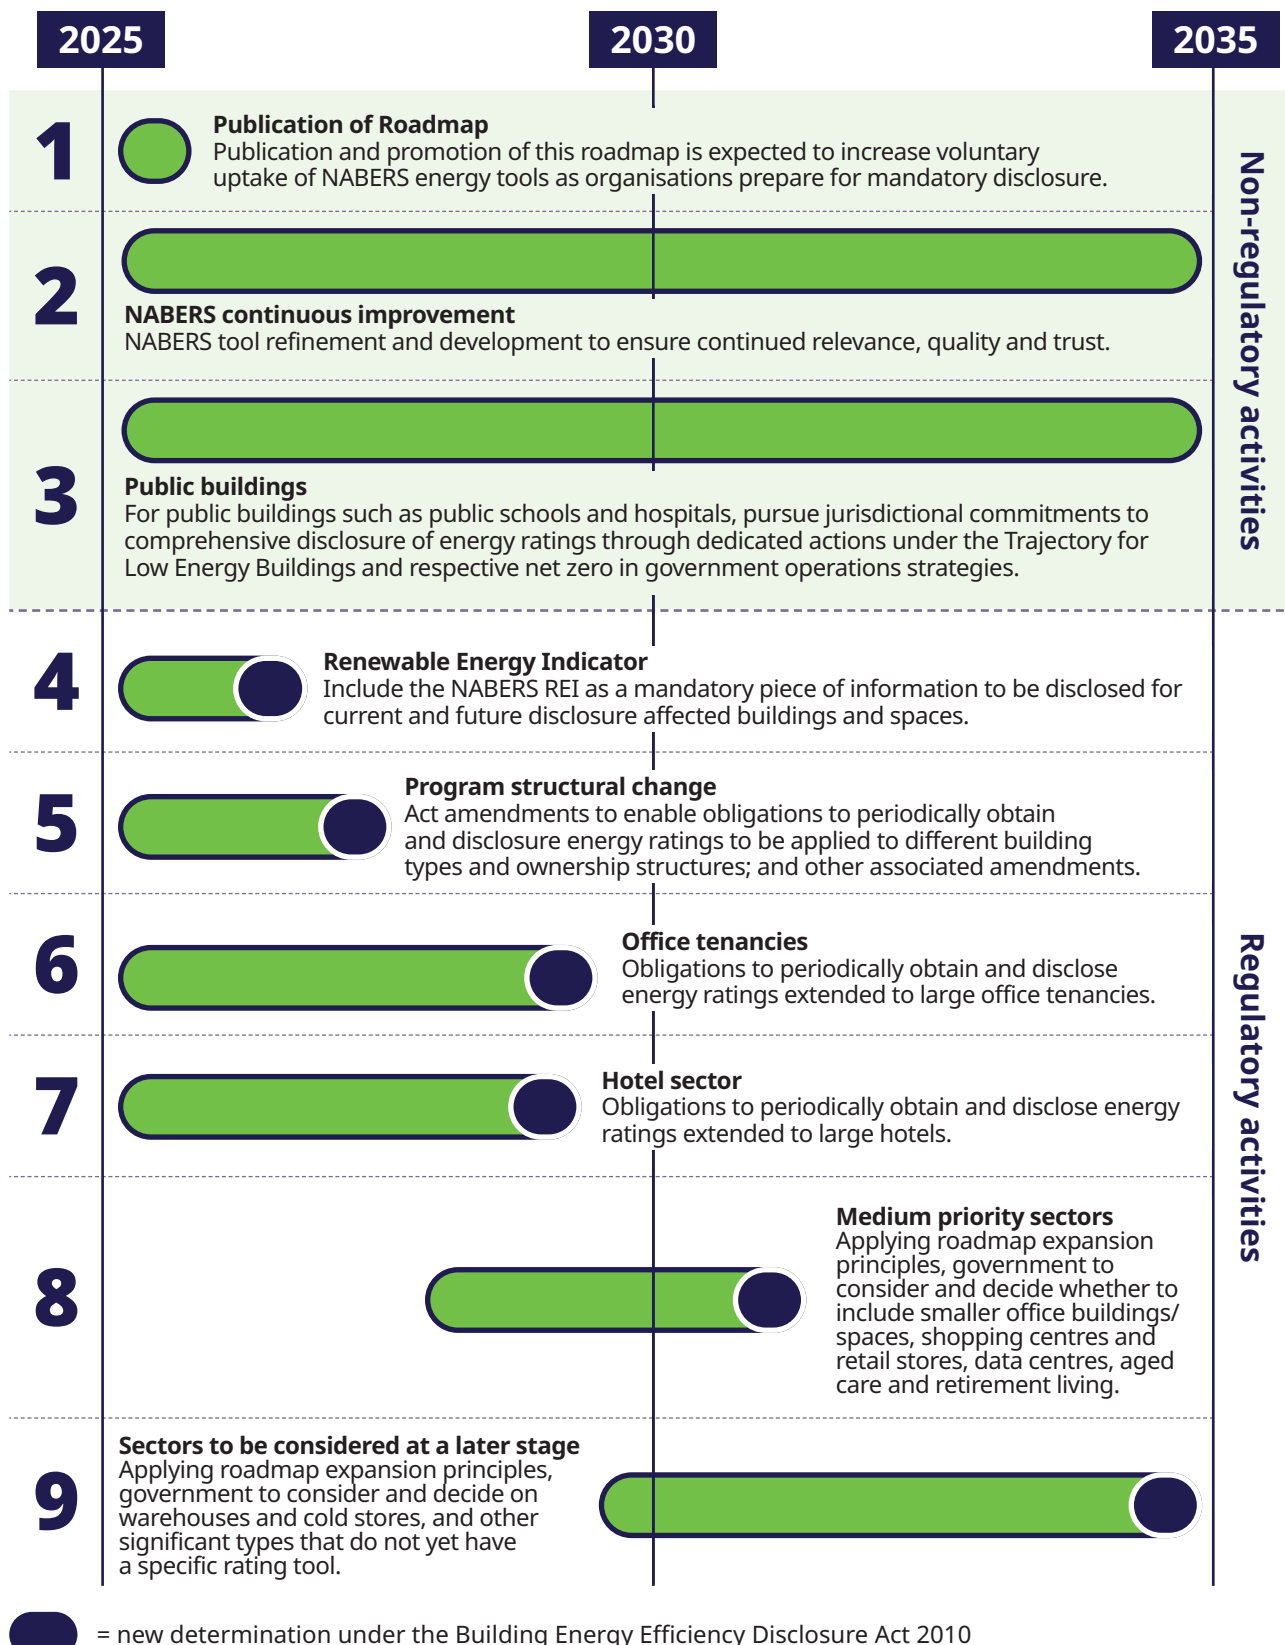 2025 2030 2035
1
Publication of Roadmap
Publication and promotion of this roadmap is expected to increase voluntary
uptake of NABERS energy tools as organisations prepare for mandatory disclosure.
2
NABERS continuous improvement
NABERS tool refinement and development to ensure continued relevance, quality and trust.
3
Public buildings
For public buildings such as public schools and hospitals, pursue jurisdictional commitments to
comprehensive disclosure of energy ratings through dedicated actions under the Trajectory for
Low Energy Buildings and respective net zero in government operations strategies.
Non-regulatory activities
4
Renewable Energy Indicator
Include the NABERS REI as a mandatory piece of information to be disclosed for
current and future disclosure affected buildings and spaces.
5
Program structural change
Act amendments to enable obligations to periodically obtain
and disclosure energy ratings to be applied to different building
types and ownership structures; and other associated amendments.
6
Office tenancies
Obligations to periodically obtain and disclose
energy ratings extended to large office tenancies.
7
Hotel sector
Obligations to periodically obtain and disclose energy
ratings extended to large hotels.
8
Medium priority sectors
Applying roadmap expansion
principles, government to
consider and decide whether to
include smaller office buildings/
spaces, shopping centres and
retail stores, data centres, aged
care and retirement living.
9
Sectors to be considered at a later stage
Applying roadmap expansion principles,
government to consider and decide on
warehouses and cold stores, and other
significant types that do not yet have
a specific rating tool.
Regulatory activities
= new determination under the Building Energy Efficiency Disclosure Act 2010